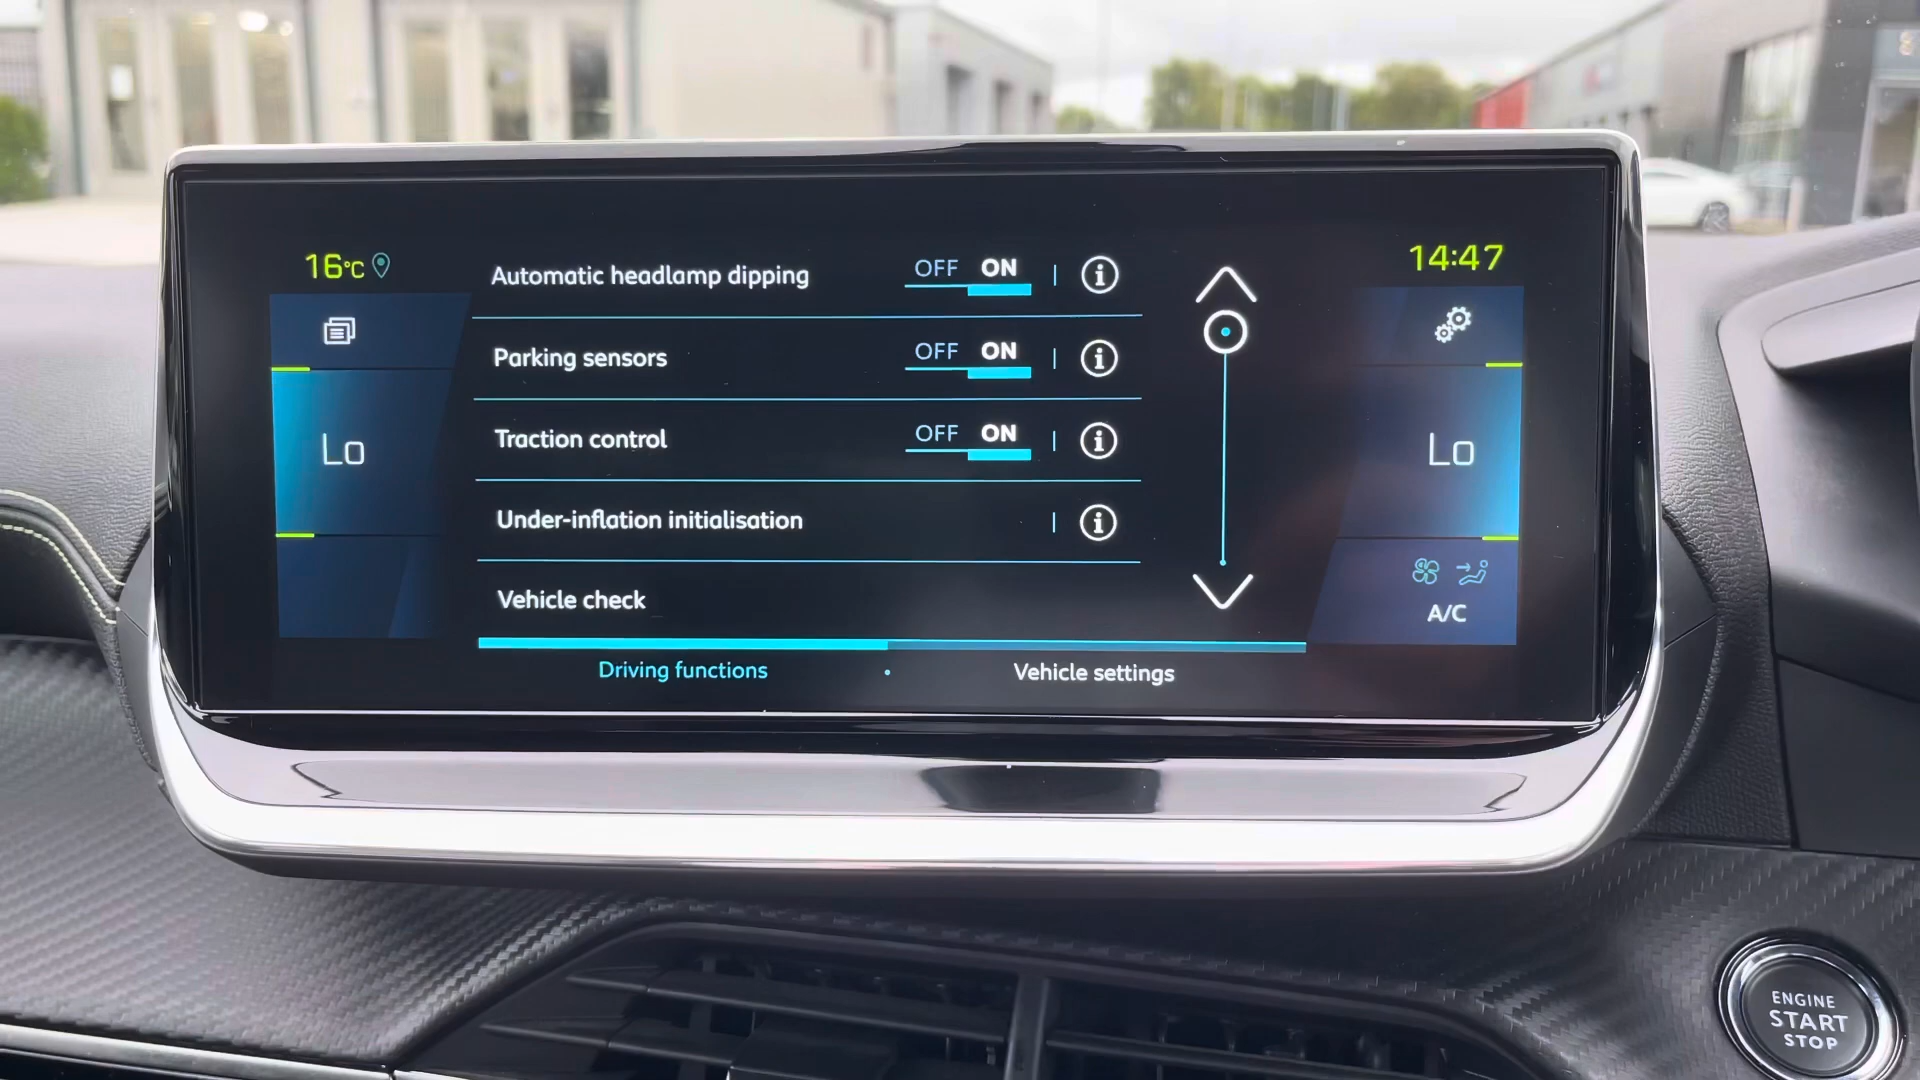 16°C
14:47
Automatic headlamp dipping OFF ON
Parking sensors OFF ON
Traction control OFF ON
Under-inflation initialisation
Vehicle check
Lo
Lo
A/C
Driving functions
Vehicle settings
ENGINE
START
STOP